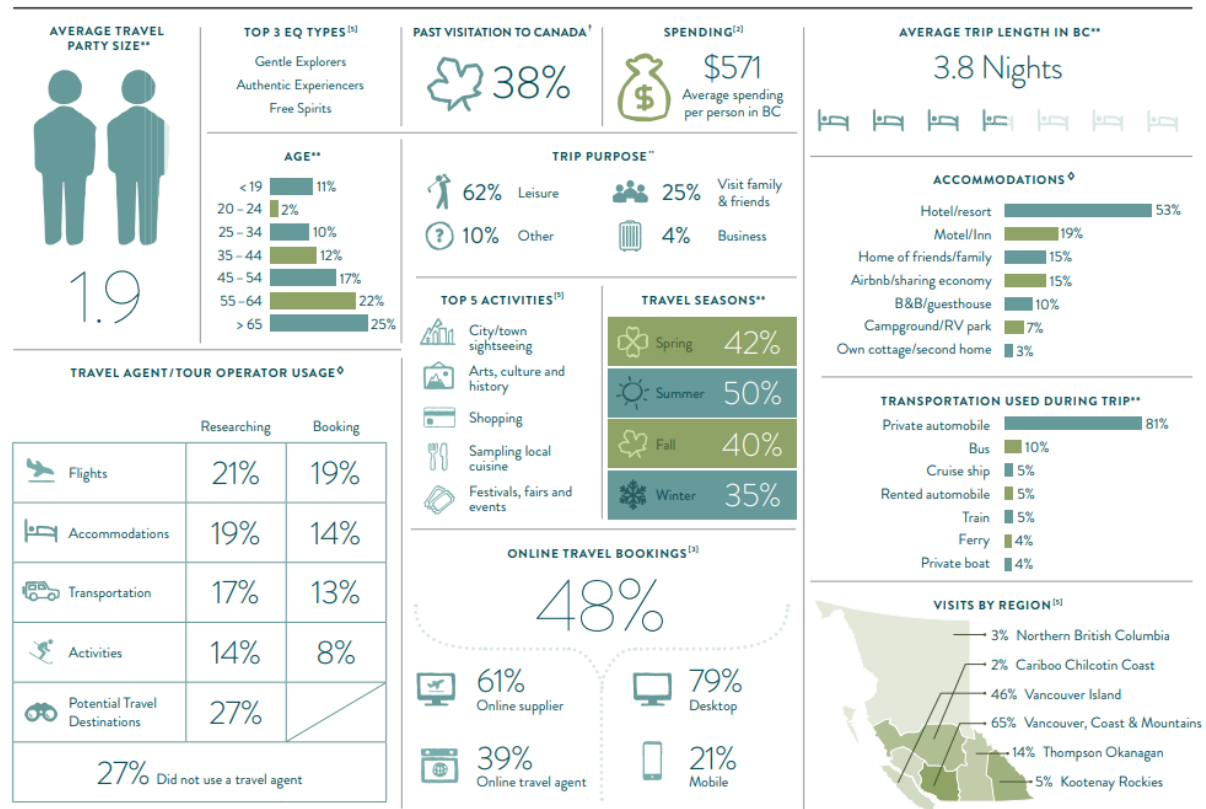 AVERAGE TRAVEL
PARTY SIZE**
1.9
TOP 3 EQ TYPES[5]
Gentle Explorers
Authentic Experiencers
Free Spirits
PAST VISITATION TO CANADA†
38%
SPENDING[2]
$571
Average spending
per person in BC
AVERAGE TRIP LENGTH IN BC**
3.8 Nights
AGE**
<19 11%
20 – 24 2%
25 – 34 10%
35 – 44 12%
45 – 54 17%
55 –64 22%
> 65 25%
TRIP PURPOSE**
62% Leisure
25% Visit family
& friends
? 10% Other
4% Business
ACCOMMODATIONS◊
Hotel/resort 53%
Motel/Inn 19%
Home of friends/family 15%
Airbnb/sharing economy 15%
B&B/guesthouse 10%
Campground/RV park 7%
Own cottage/second home 3%
TOP 5 ACTIVITIES[5]
City/town
sightseeing
Arts, culture and
history
Shopping
Sampling local
cuisine
Festivals, fairs and
events
TRAVEL SEASONS**
Spring 42%
Summer 50%
Fall 40%
Winter 35%
TRAVEL AGENT/TOUR OPERATOR USAGE◊
Researching Booking
Flights 21% 19%
Accommodations 19% 14%
Transportation 17% 13%
Activities 14% 8%
Potential Travel
Destinations 27%
27% Did not use a travel agent
TRANSPORTATION USED DURING TRIP**
Private automobile 81%
Bus 10%
Cruise ship 5%
Rented automobile 5%
Train 5%
Ferry 4%
Private boat 4%
ONLINE TRAVEL BOOKINGS[3]
48%
61%
Online supplier
79%
Desktop
39%
Online travel agent
21%
Mobile
VISITS BY REGION[5]
3% Northern British Columbia
2% Cariboo Chilcotin Coast
46% Vancouver Island
65% Vancouver, Coast & Mountains
14% Thompson Okanagan
5% Kootenay Rockies